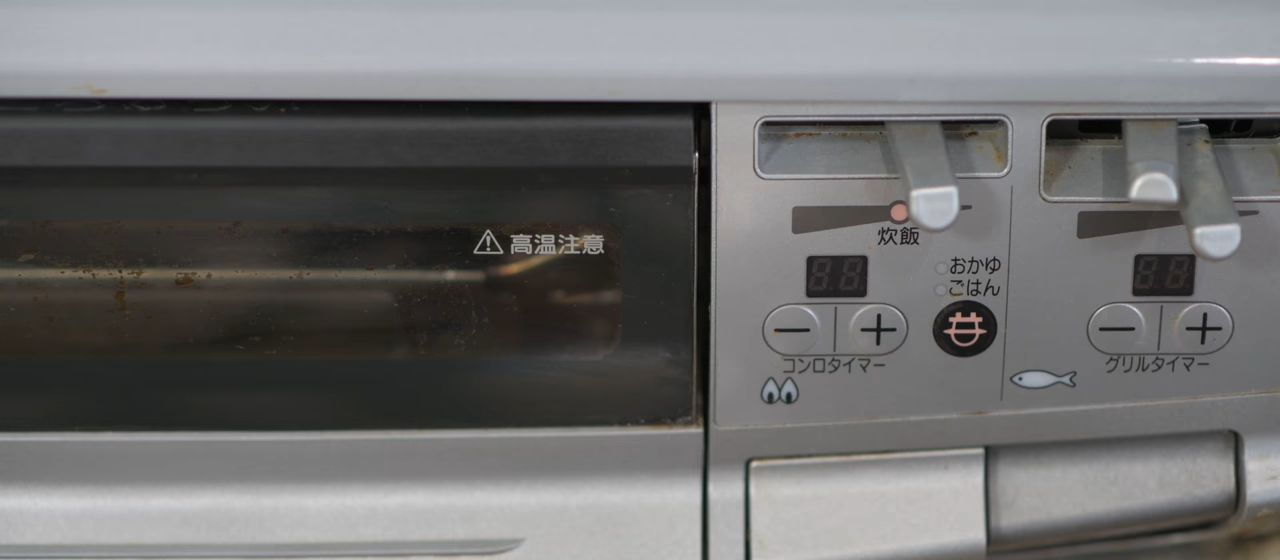 高温注意
炊飯
おかゆ
ごはん
コンロタイマー
グリルタイマー